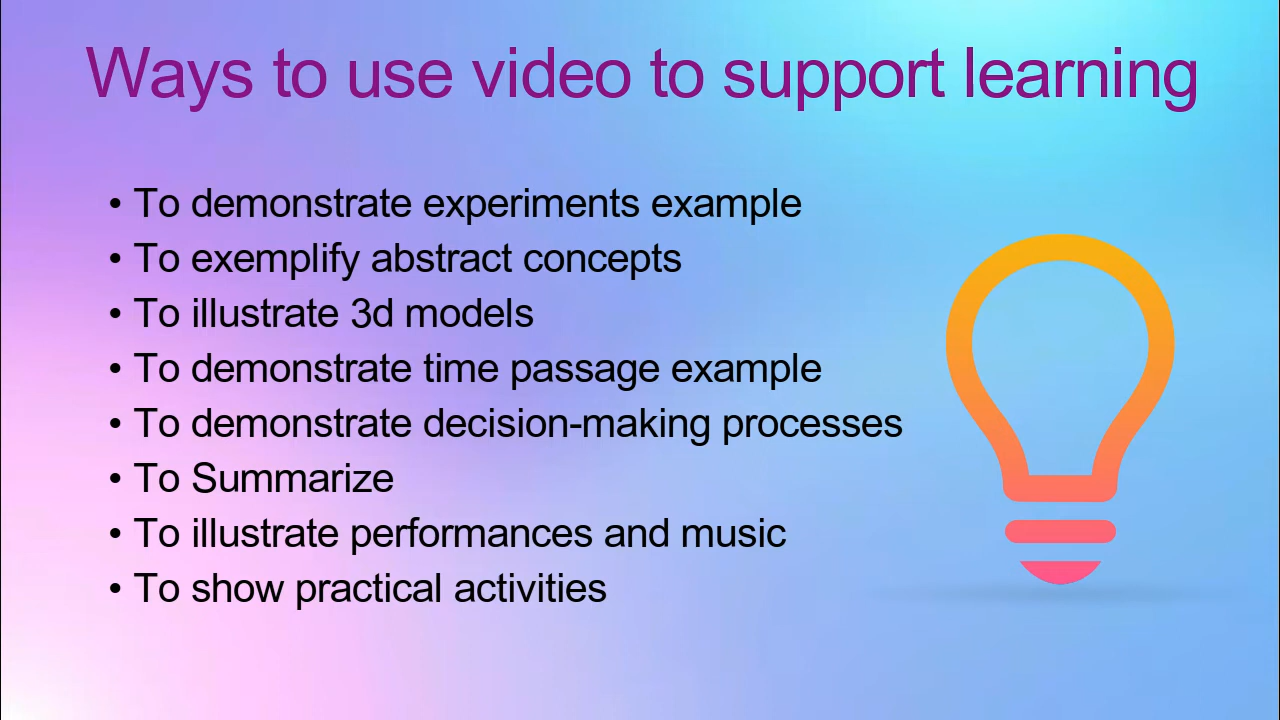 Ways to use video to support learning
• To demonstrate experiments example
• To exemplify abstract concepts
• To illustrate 3d models
• To demonstrate time passage example
• To demonstrate decision-making processes
• To Summarize
• To illustrate performances and music
• To show practical activities